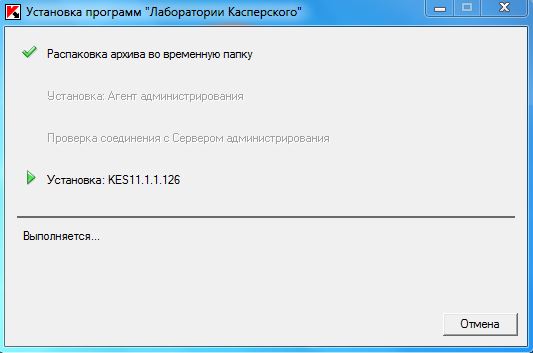 Установка программ "Лаборатории Касперского"
Распаковка архива во временную папку
Установка: Агент администрирования
Проверка соединения с Сервером администрирования
Установка: KES11.1.1.126
Выполняется...
Отмена